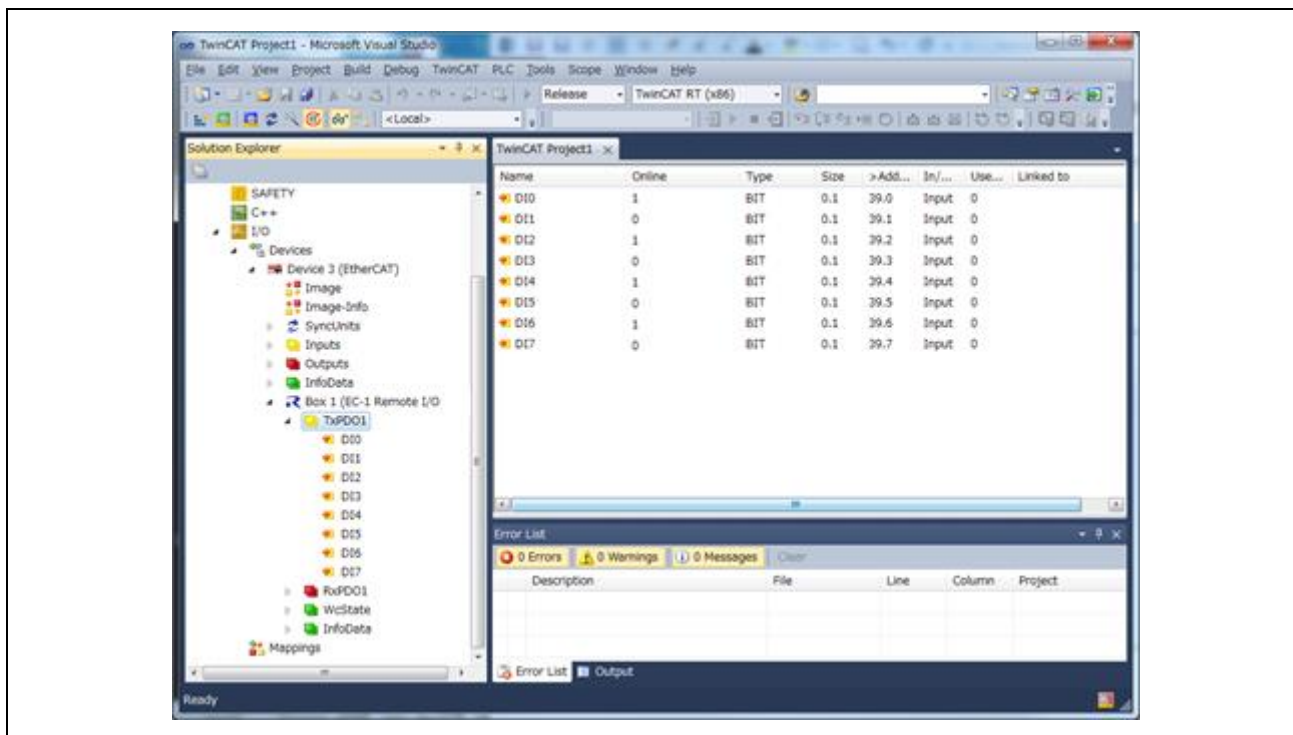 TwinCAT Project1 - Microsoft Visual Studio
File Edit View Project Build Debug TwinCAT PLC Tools Scope Window Help
Release TwinCAT RT (x86)
<Local>
Solution Explorer
SAFETY
C++
I/O
Devices
Device 3 (EtherCAT)
Image
Image-Info
SyncUnits
Inputs
Outputs
InfoData
Box 1 (EC-1 Remote I/O
TxPDO1
DI0
DI1
DI2
DI3
DI4
DI5
DI6
DI7
RxPDO1
WcState
InfoData
Mappings
TwinCAT Project1
Name Online Type Size >Add... In/... Use... Linked to
DI0 1 BIT 0.1 39.0 Input 0
DI1 0 BIT 0.1 39.1 Input 0
DI2 1 BIT 0.1 39.2 Input 0
DI3 0 BIT 0.1 39.3 Input 0
DI4 1 BIT 0.1 39.4 Input 0
DI5 0 BIT 0.1 39.5 Input 0
DI6 1 BIT 0.1 39.6 Input 0
DI7 0 BIT 0.1 39.7 Input 0
Error List
0 Errors 0 Warnings 0 Messages Clear
Description File Line Column Project
Error List Output
Ready